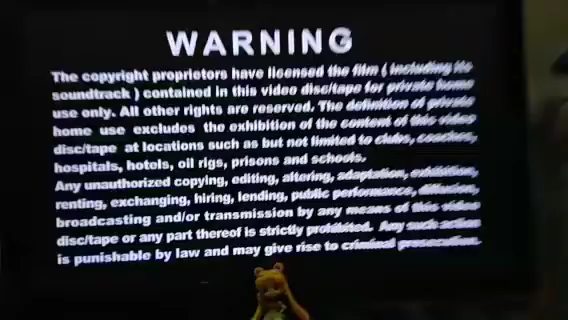 WARNING
The copyright proprietors have licensed the film ( including its
soundtrack ) contained in this video disc/tape for private home
use only. All other rights are reserved. The definition of private
home use excludes the exhibition of the content of this video
disc/tape at locations such as but not limited to clubs, coaches,
hospitals, hotels, oil rigs, prisons and schools.
Any unauthorized copying, editing, altering, adaptation, exhibition,
renting, exchanging, hiring, lending, public performance, diffusion,
broadcasting and/or transmission by any means of this video
disc/tape or any part thereof is strictly prohibited. Any such action
is punishable by law and may give rise to criminal prosecution.